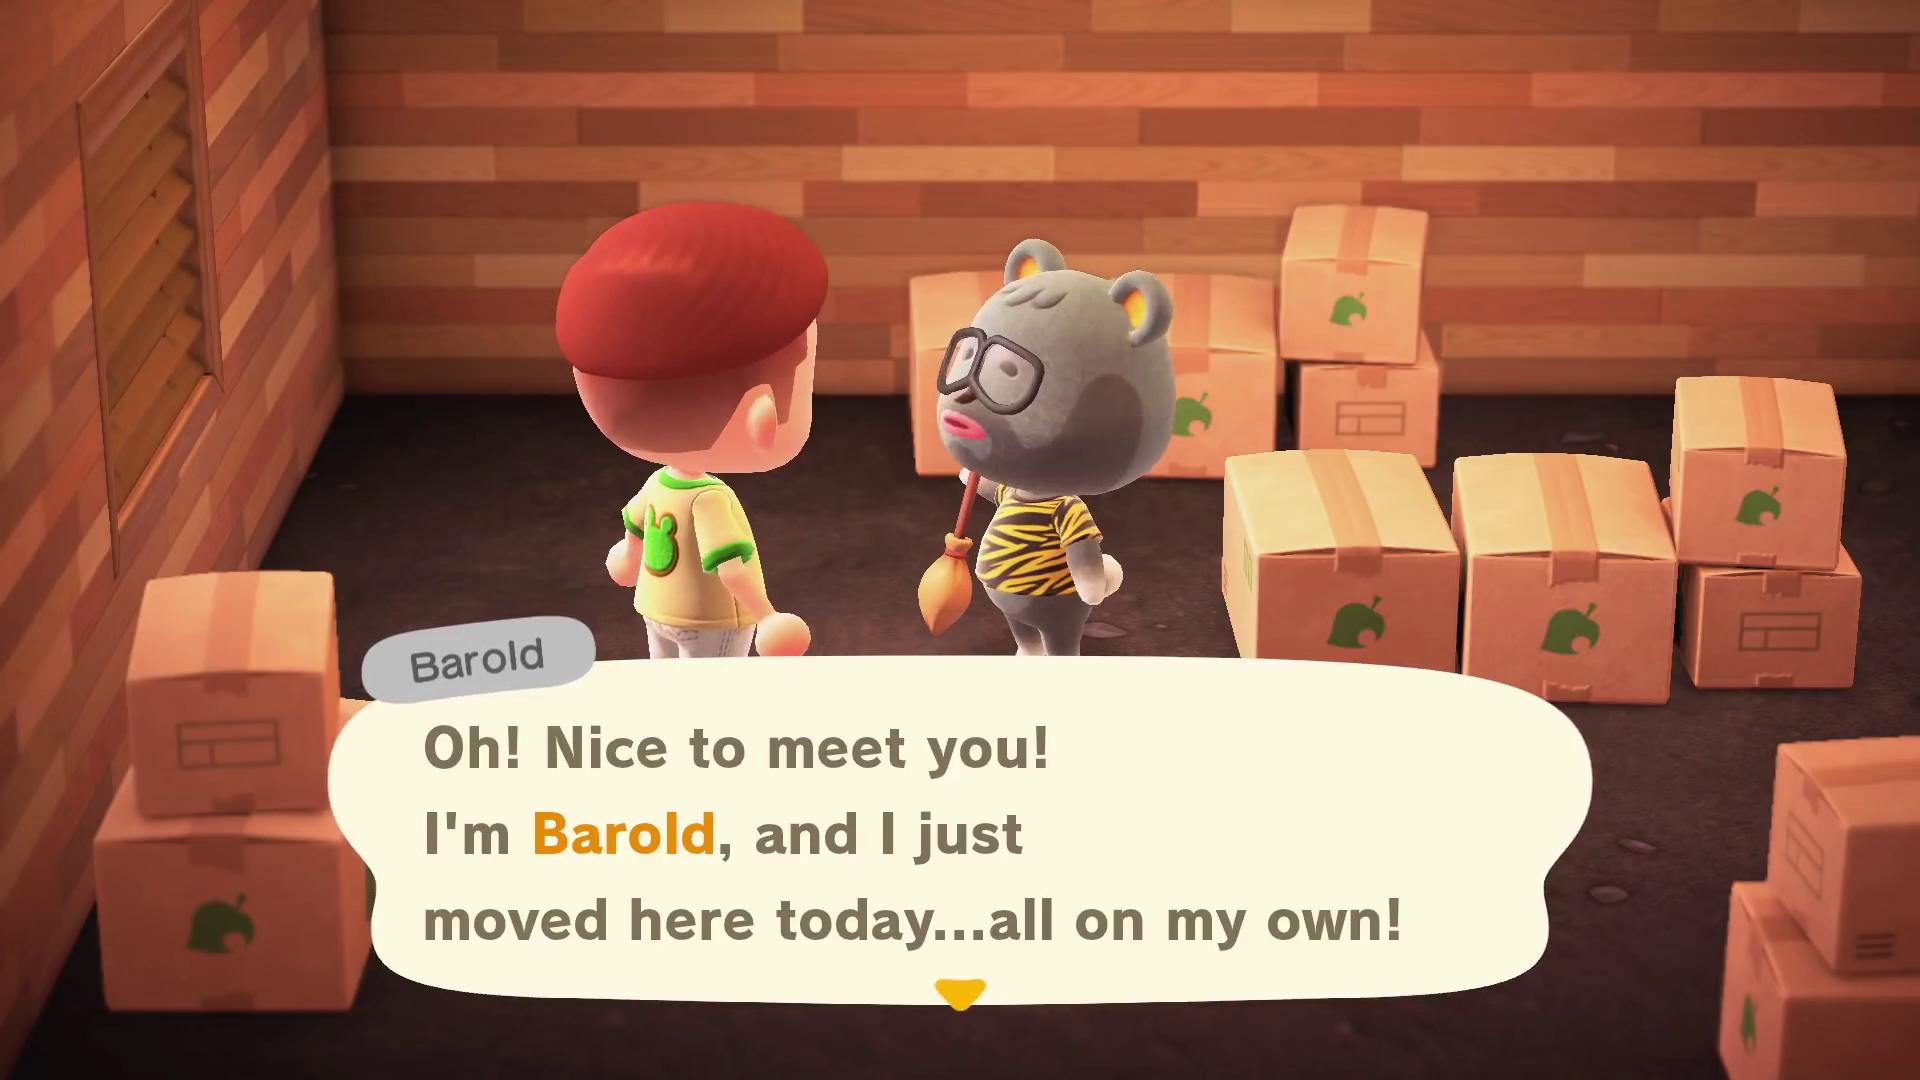 Barold
Oh! Nice to meet you!
I'm Barold, and I just
moved here today...all on my own!